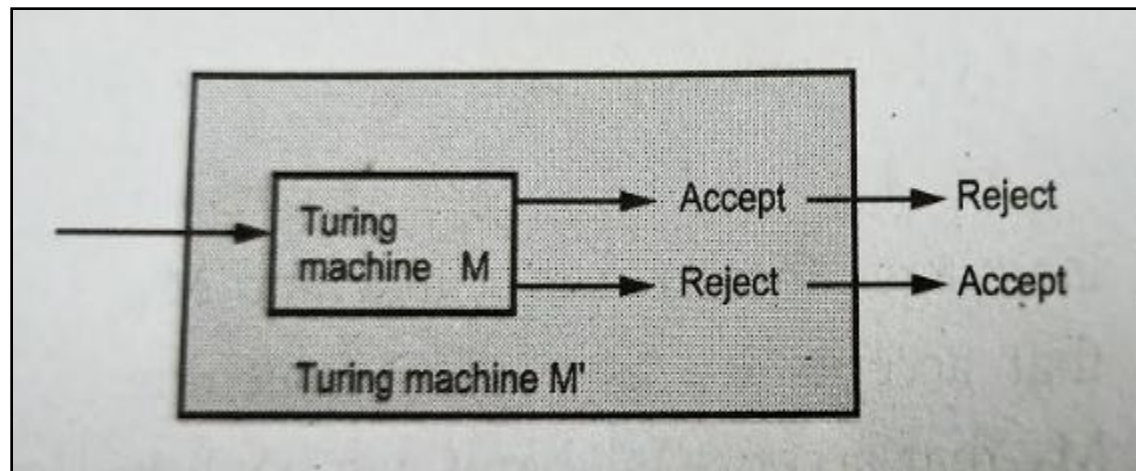 Accept
Reject
Turing
machine M
Reject
Accept
Turing machine M'